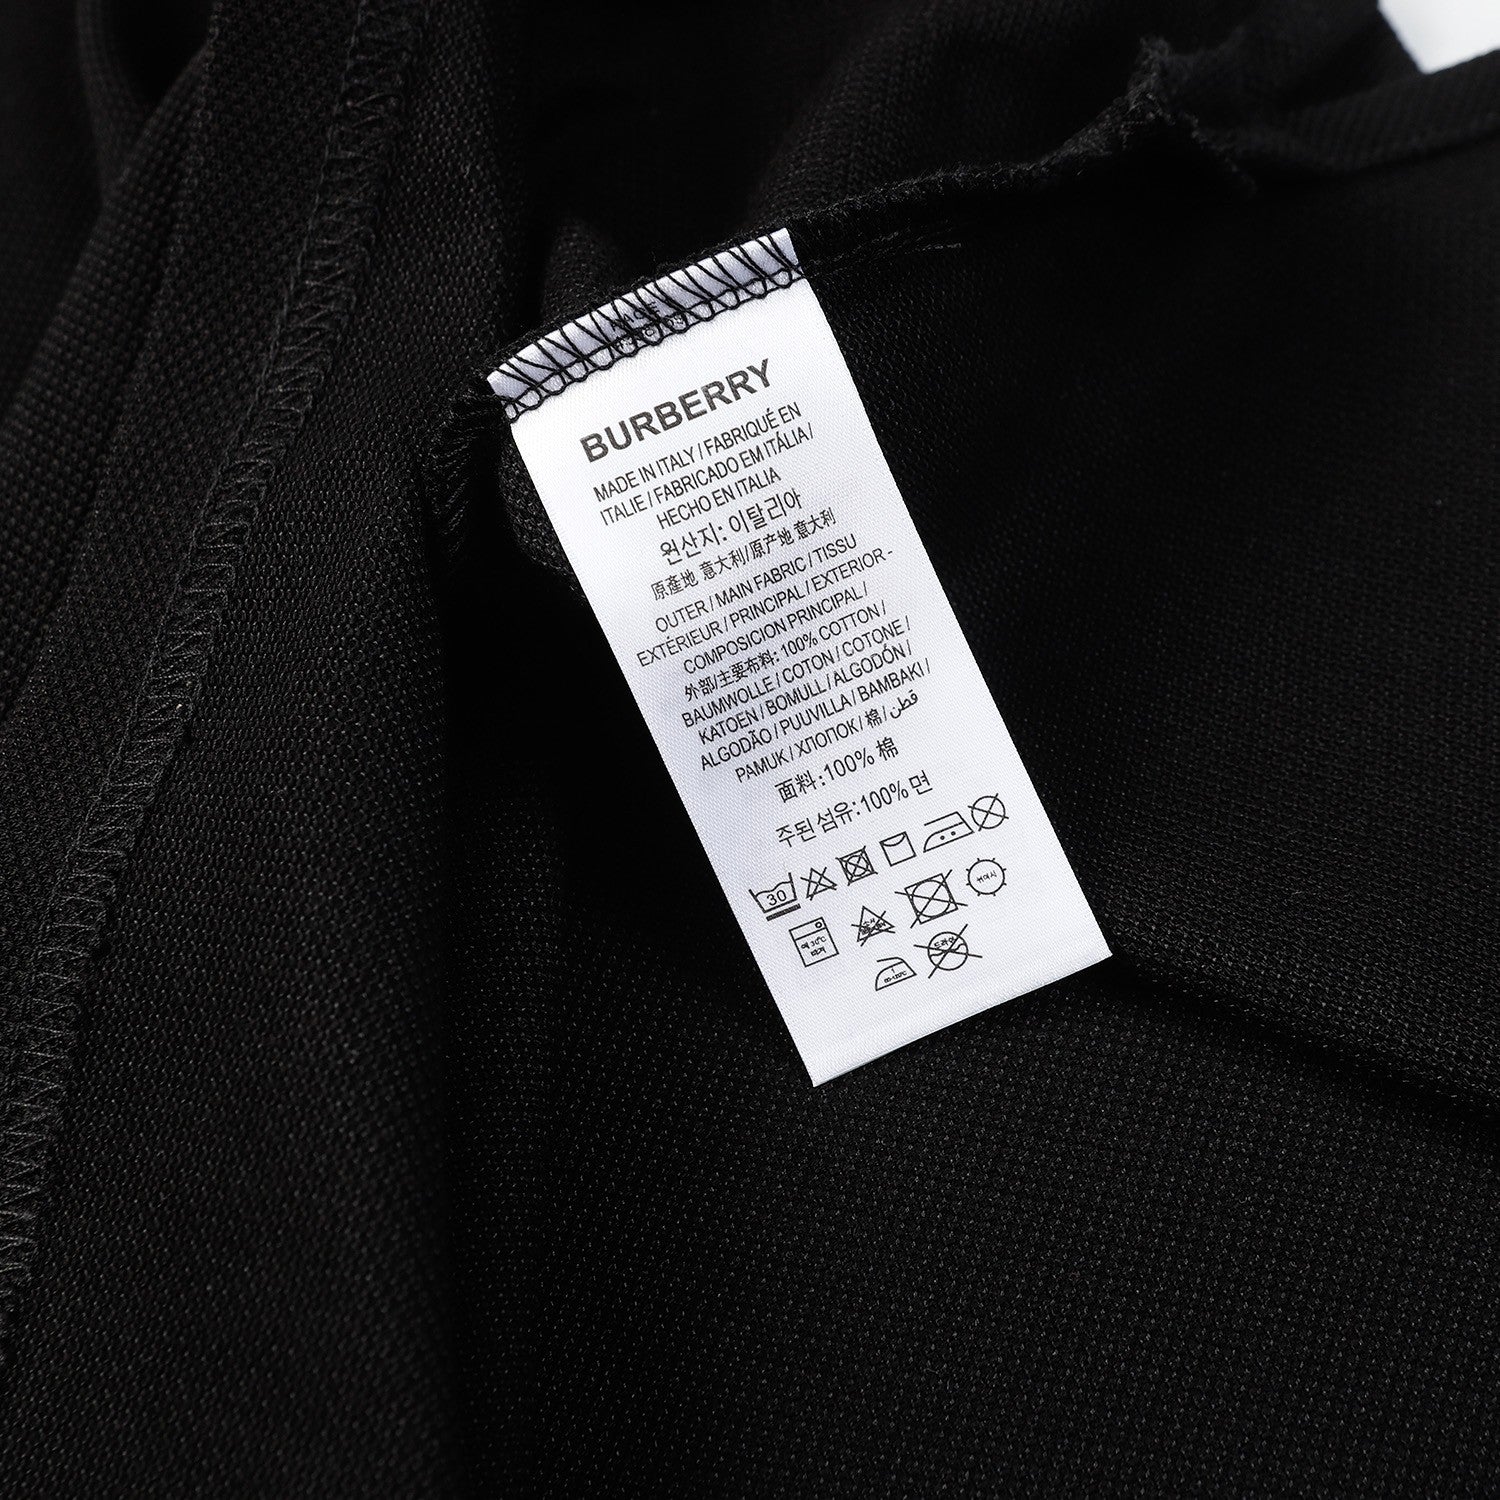 BURBERRY
MADE IN ITALY / FABRIQUÉ EN
ITALIE / FABRICADO EM ITÁLIA /
HECHO EN ITALIA
원산지: 이탈리아
原產地 意大利/原产地 意大利
OUTER / MAIN FABRIC / TISSU
EXTÉRIEUR / PRINCIPAL / EXTERIOR -
COMPOSICION PRINCIPAL /
外部/主要布料: 100% COTTON /
BAUMWOLLE / COTON / COTONE /
KATOEN / BOMULL / ALGODÓN /
ALGODÃO / PUUVILLA / BAMBAKI /
PAMUK / ХЛОПОК / 棉 / قطن
面料:100% 棉
주된 섬유:100% 면
30